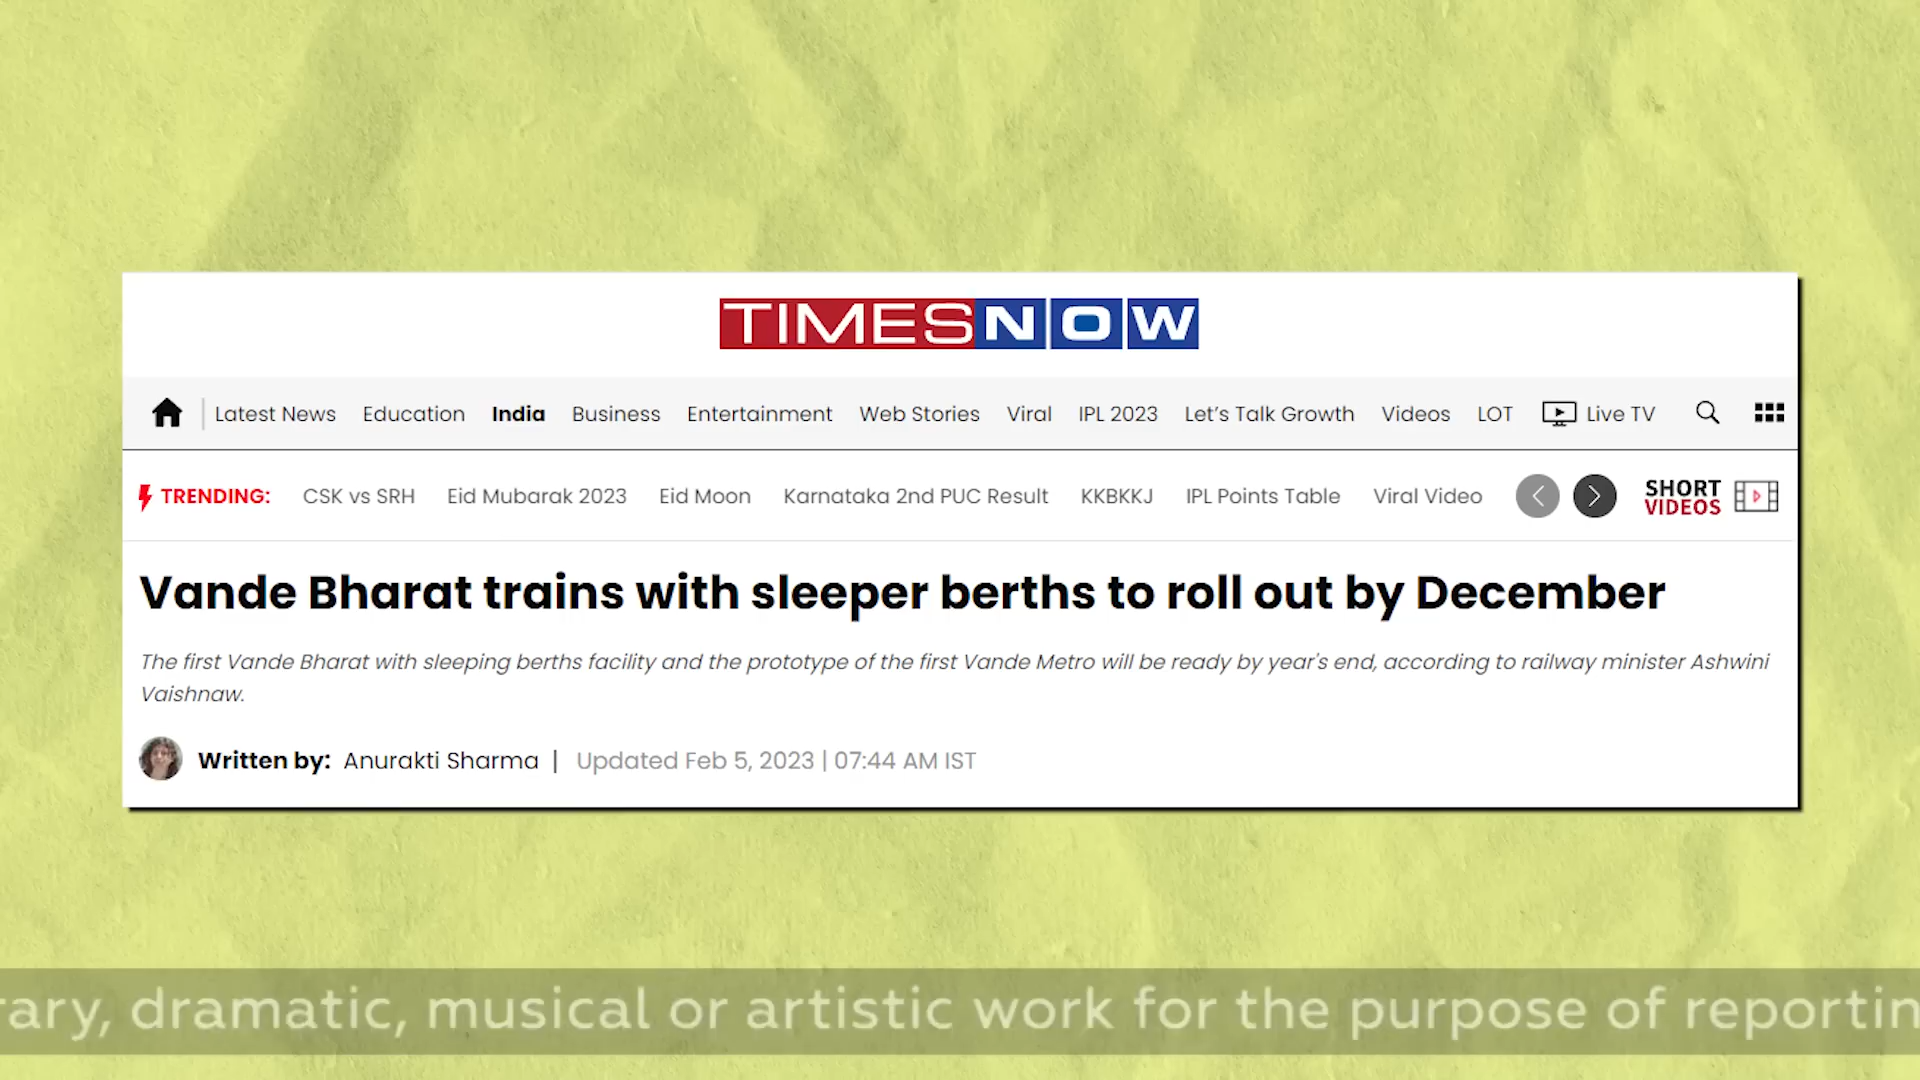 TIMES NOW
Latest News Education India Business Entertainment Web Stories Viral IPL 2023 Let's Talk Growth Videos LOT Live TV
TRENDING: CSK vs SRH Eid Mubarak 2023 Eid Moon Karnataka 2nd PUC Result KKBKKJ IPL Points Table Viral Video SHORT VIDEOS
Vande Bharat trains with sleeper berths to roll out by December
The first Vande Bharat with sleeping berths facility and the prototype of the first Vande Metro will be ready by year's end, according to railway minister Ashwini
Vaishnaw.
Written by: Anurakti Sharma | Updated Feb 5, 2023 | 07:44 AM IST
dramatic, musical or artistic work for the purpose of